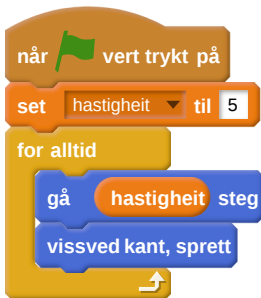 når vert trykt på
set hastigheit til 5
for alltid
gå hastigheit steg
vissved kant, sprett